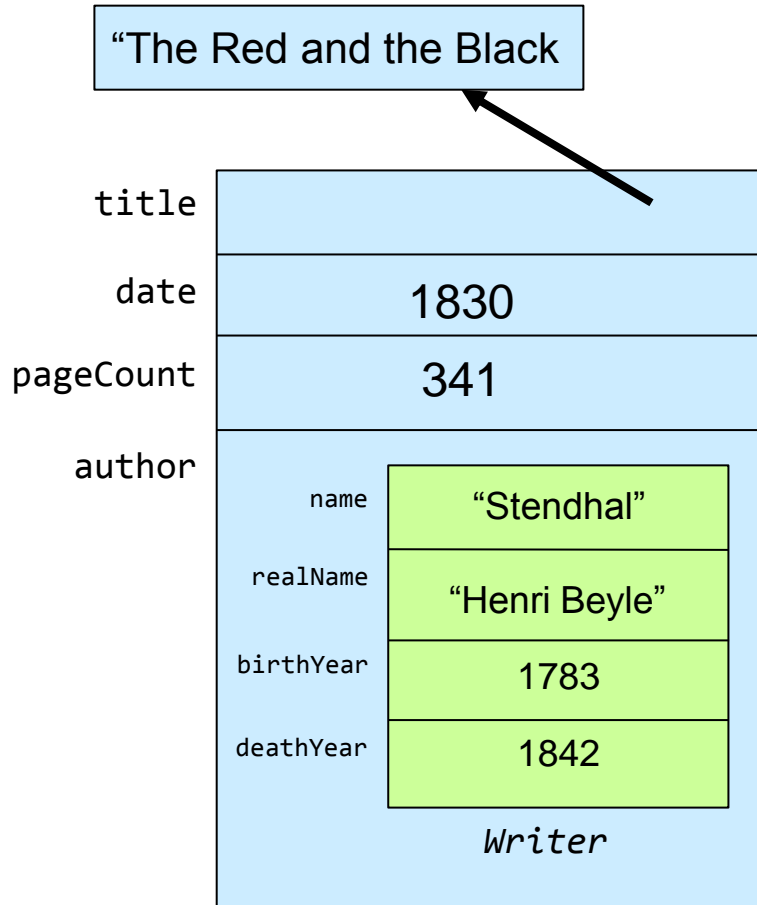 “The Red and the Black
title
date 1830
pageCount 341
author
name “Stendhal”
realName “Henri Beyle”
birthYear 1783
deathYear 1842
Writer